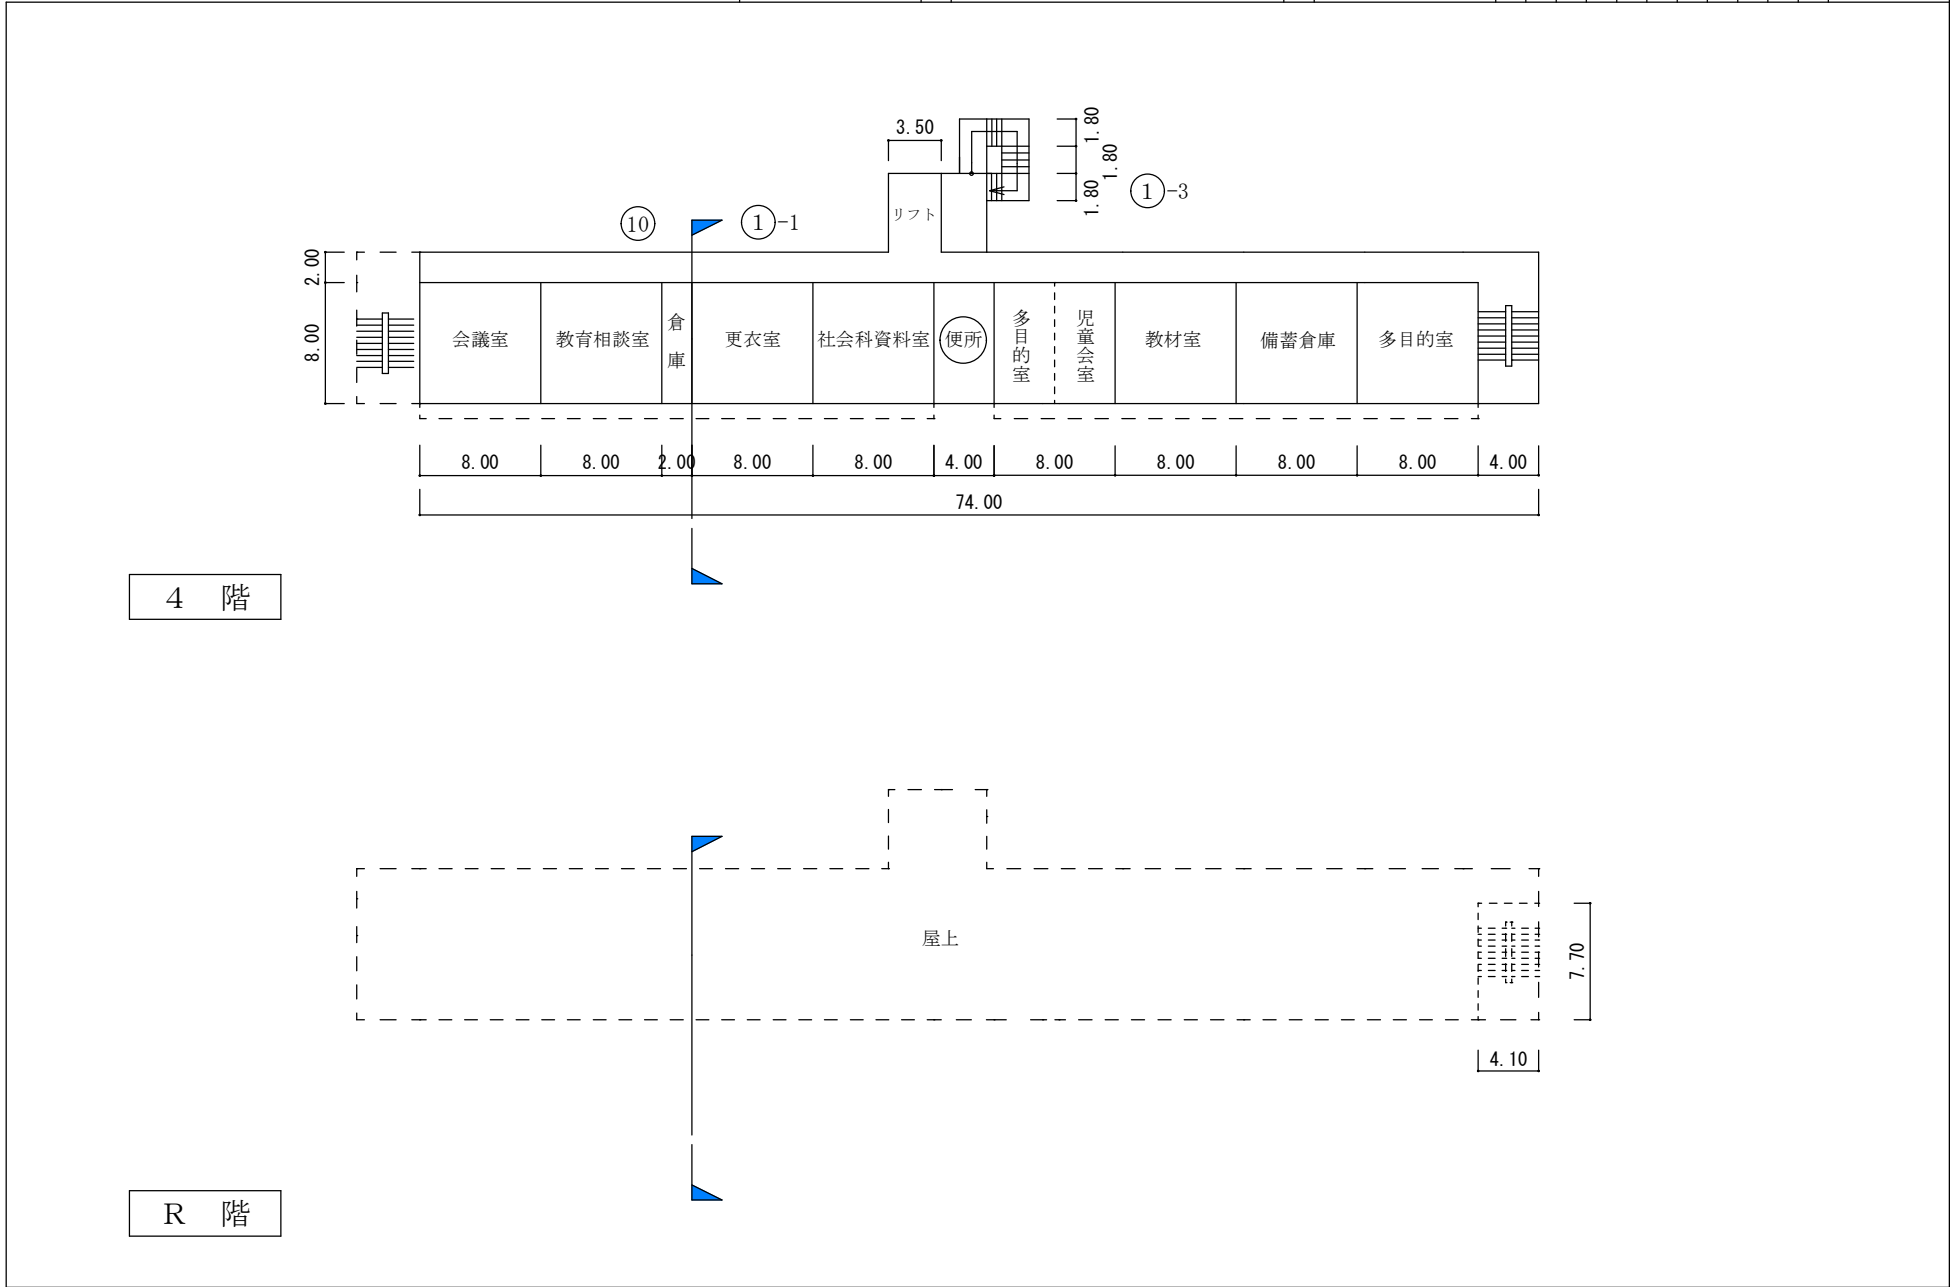 1.80
3.50
1.80
1.80
①-3
リフト
⑩
①-1
2.00
8.00
会議室
教育相談室
倉庫
更衣室
社会科資料室
便所
多目的室
児童会室
教材室
備蓄倉庫
多目的室
8.00
8.00
2.00
8.00
8.00
4.00
8.00
8.00
8.00
8.00
4.00
74.00
4 階
屋上
7.70
4.10
R 階